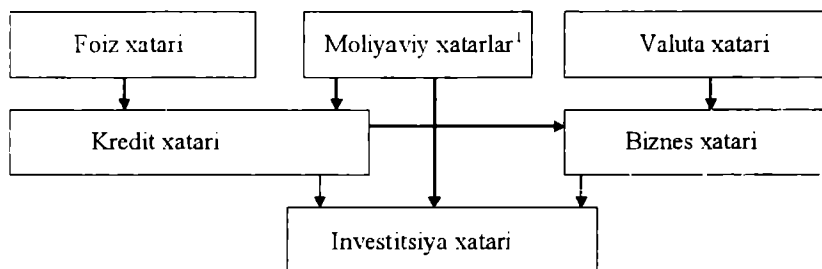 Foiz xatari
Moliyaviy xatarlar¹
Valuta xatari
Kredit xatari
Biznes xatari
Investitsiya xatari